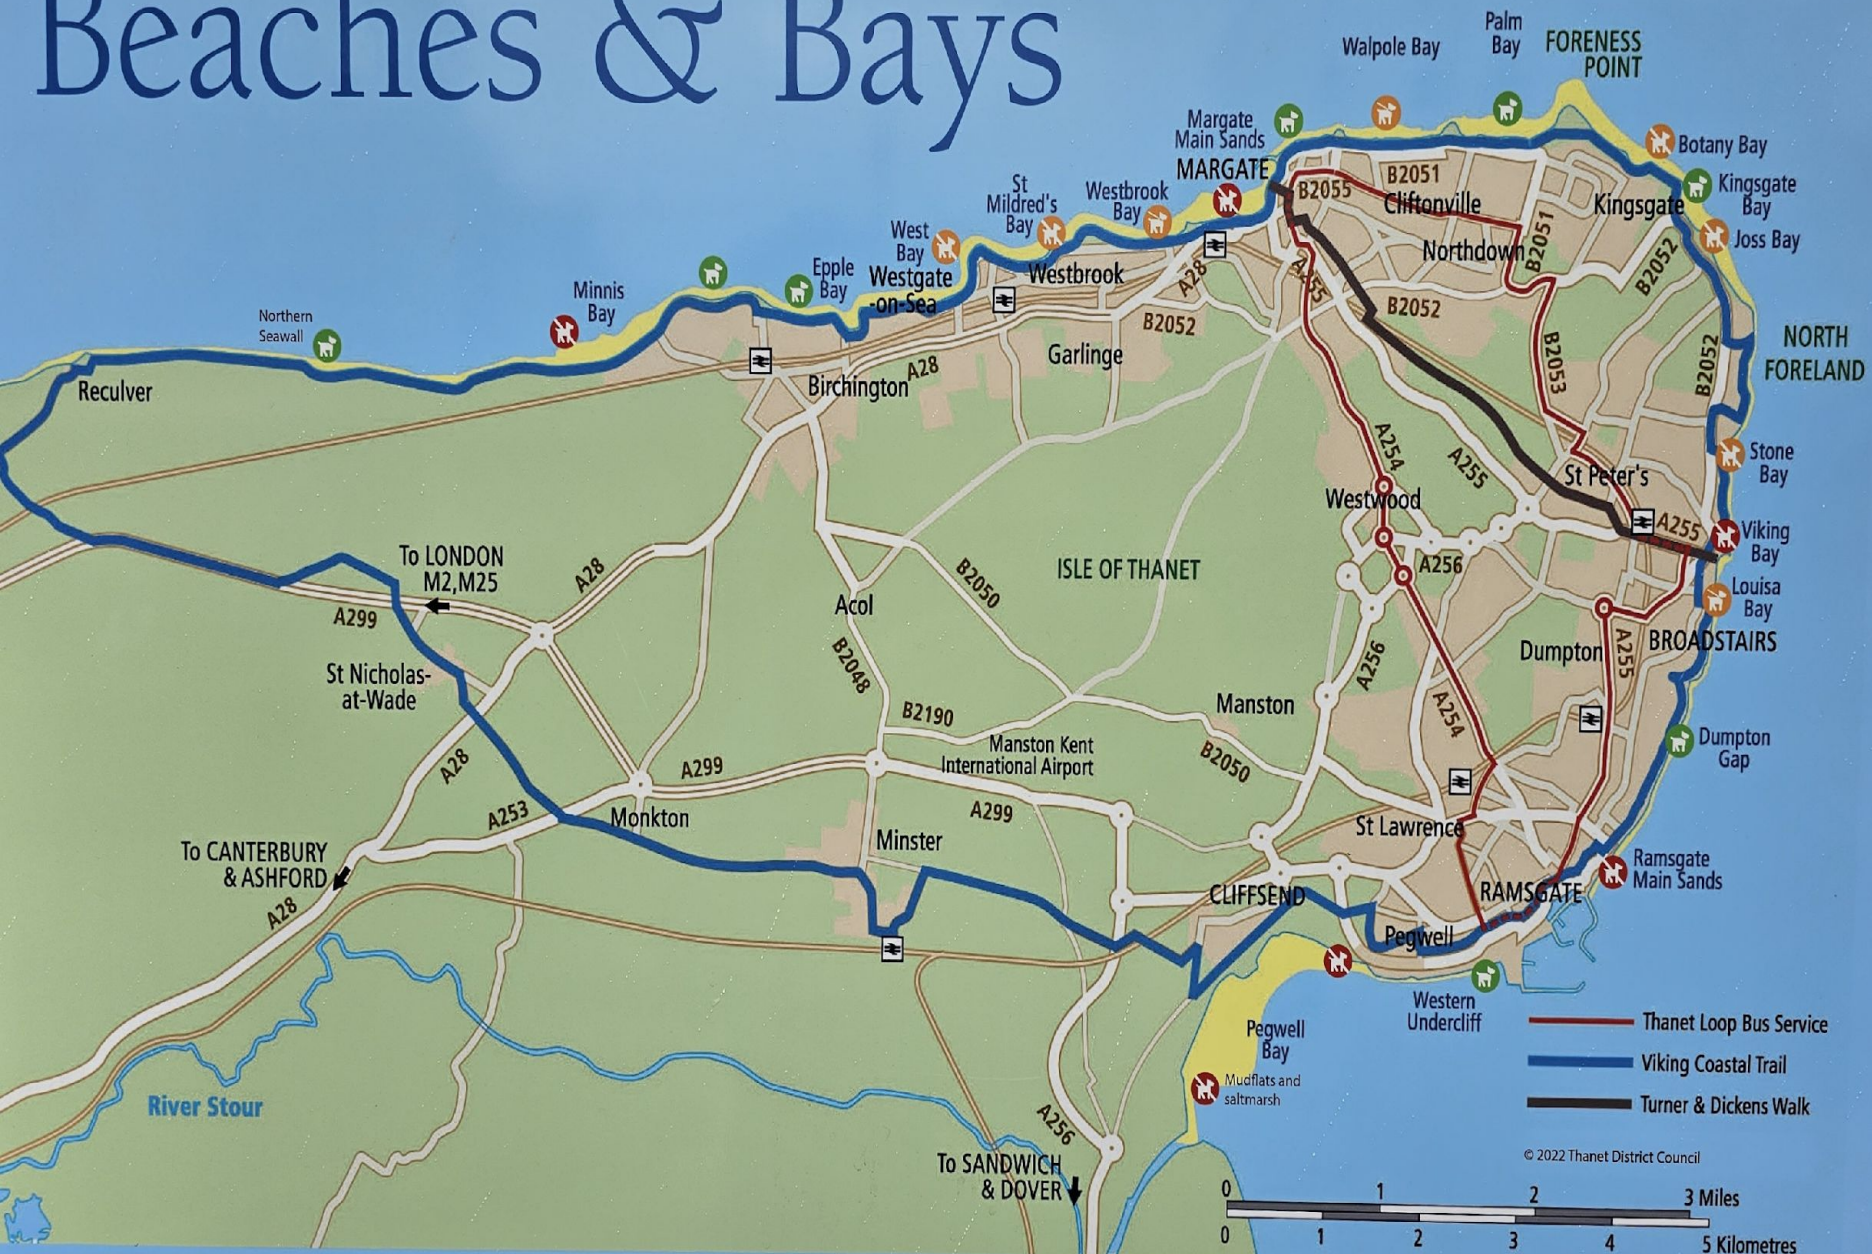 Beaches & Bays
Palm
Bay
Walpole Bay
FORENESS
POINT
Margate
Main Sands
MARGATE
Botany Bay
Kingsgate
Bay
Joss Bay
B2055
B2051
Cliftonville
Kingsgate
Northdown
B2051
B2052
St
Mildred's
Bay
Westbrook
Bay
West
Bay
Westgate
-on-Sea
Westbrook
A28
A255
B2052
B2052
Epple
Bay
Minnis
Bay
Northern
Seawall
Garlinge
Birchington
A28
Reculver
B2053
B2052
NORTH
FORELAND
Stone
Bay
A254
A255
St Peter's
Westwood
A255
Viking
Bay
A256
Louisa
Bay
To LONDON
M2,M25
A28
A299
B2050
ISLE OF THANET
Acol
B2048
A256
Dumpton
A255
BROADSTAIRS
St Nicholas-
at-Wade
Manston
A254
B2190
Manston Kent
International Airport
B2050
Dumpton
Gap
A28
A299
A299
A253
Monkton
Minster
St Lawrence
To CANTERBURY
& ASHFORD
A28
CLIFFSEND
RAMSGATE
Ramsgate
Main Sands
Pegwell
Western
Undercliff
Pegwell
Bay
Mudflats and
saltmarsh
River Stour
A256
To SANDWICH
& DOVER
Thanet Loop Bus Service
Viking Coastal Trail
Turner & Dickens Walk
© 2022 Thanet District Council
0 1 2 3 Miles
0 1 2 3 4 5 Kilometres